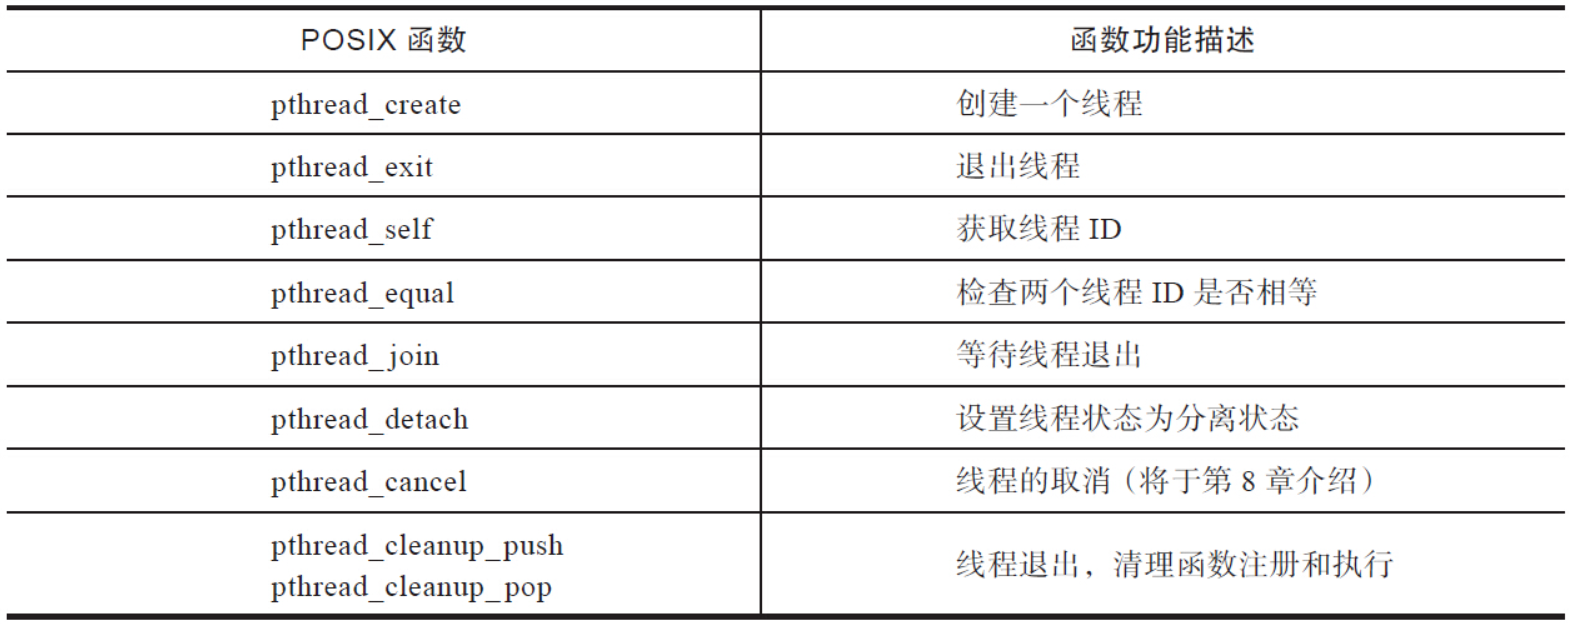 POSIX 函数 函数功能描述
pthread_create 创建一个线程
pthread_exit 退出线程
pthread_self 获取线程 ID
pthread_equal 检查两个线程 ID 是否相等
pthread_join 等待线程退出
pthread_detach 设置线程状态为分离状态
pthread_cancel 线程的取消（将于第 8 章介绍）
pthread_cleanup_push
pthread_cleanup_pop
线程退出，清理函数注册和执行